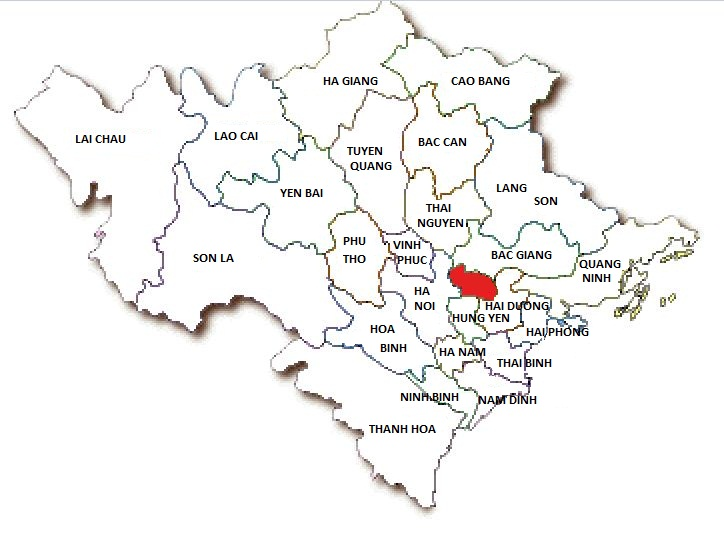 HA GIANG
CAO BANG
LAI CHAU
LAO CAI
BAC CAN
TUYEN
QUANG
YEN BAI
LANG
SON
THAI
NGUYEN
PHU
THO
VINH
PHUC
SON LA
BAC GIANG
QUANG
NINH
HA
NOI
HAI DUONG
HUNG YEN
HOA
BINH
HAI PHONG
HA NAM
THAI BINH
NINH BINH
NAM DINH
THANH HOA